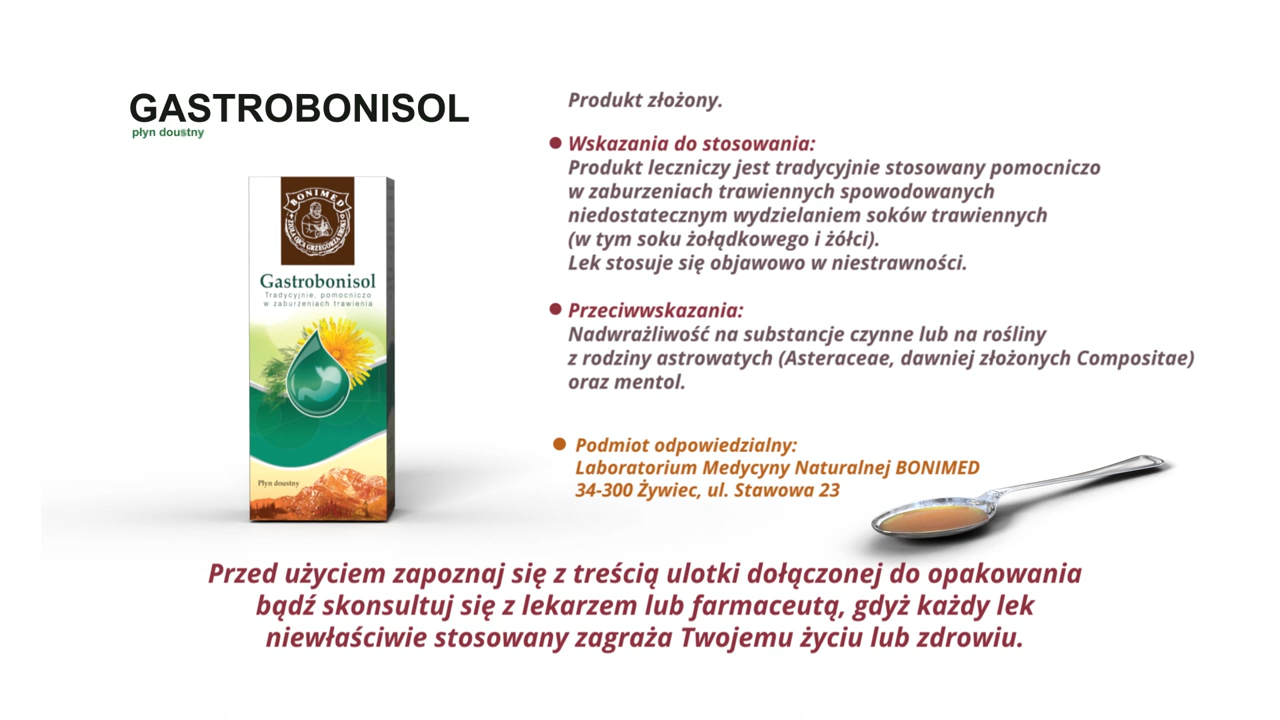 GASTROBONISOL
płyn doustny
BONIMED
ZIOŁA OJCA GRZEGORZA SROKI
Gastrobonisol
Tradycyjnie, pomocniczo
w zaburzeniach trawienia
Płyn doustny
Produkt złożony.
Wskazania do stosowania:
Produkt leczniczy jest tradycyjnie stosowany pomocniczo
w zaburzeniach trawiennych spowodowanych
niedostatecznym wydzielaniem soków trawiennych
(w tym soku żołądkowego i żółci).
Lek stosuje się objawowo w niestrawności.
Przeciwwskazania:
Nadwrażliwość na substancje czynne lub na rośliny
z rodziny astrowatych (Asteraceae, dawniej złożonych Compositae)
oraz mentol.
Podmiot odpowiedzialny:
Laboratorium Medycyny Naturalnej BONIMED
34-300 Żywiec, ul. Stawowa 23
Przed użyciem zapoznaj się z treścią ulotki dołączonej do opakowania
bądź skonsultuj się z lekarzem lub farmaceutą, gdyż każdy lek
niewłaściwie stosowany zagraża Twojemu życiu lub zdrowiu.